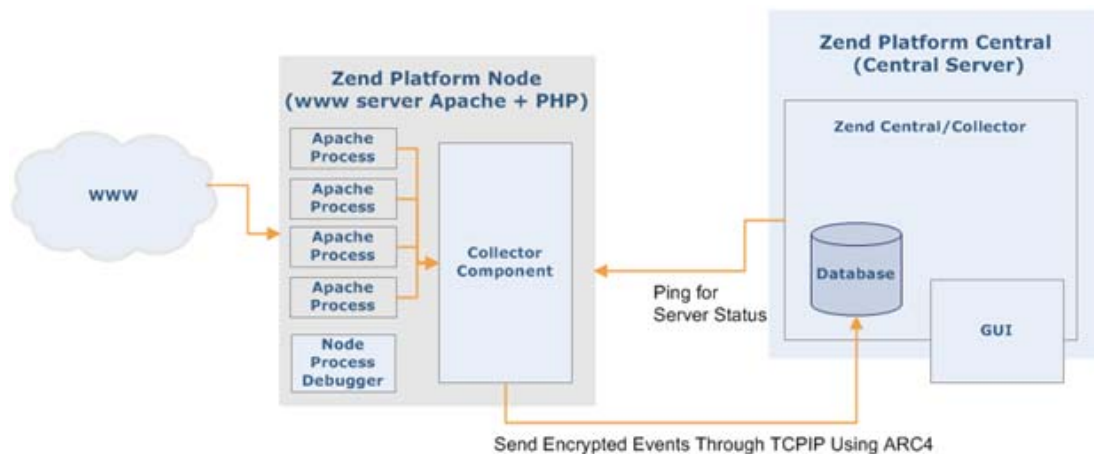 Zend Platform Central
(Central Server)
Zend Platform Node
(www server Apache + PHP)
Zend Central/Collector
Apache
Process
Apache
Process
Apache
Process
Apache
Process
Node
Process
Debugger
Collector
Component
WWW
Database
GUI
Ping for
Server Status
Send Encrypted Events Through TCPIP Using ARC4